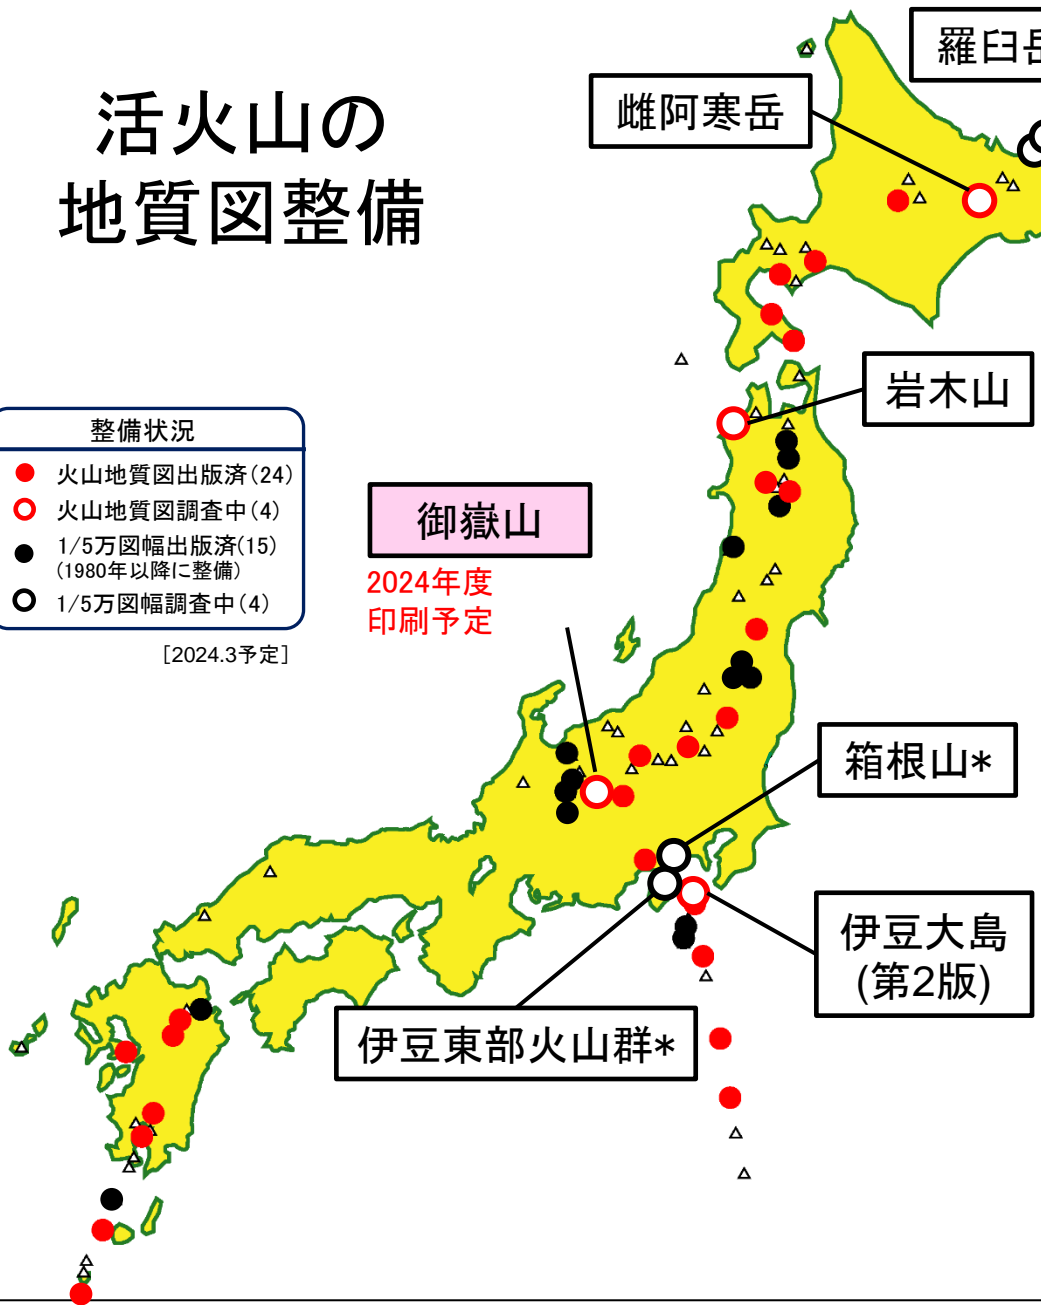 活火山の
地質図整備
羅臼岳
雌阿寒岳
岩木山
整備状況
火山地質図出版済(24)
火山地質図調査中(4)
1/5万図幅出版済(15)
(1980年以降に整備)
1/5万図幅調査中(4)
[2024.3予定]
御嶽山
2024年度
印刷予定
箱根山*
伊豆大島
(第2版)
伊豆東部火山群*